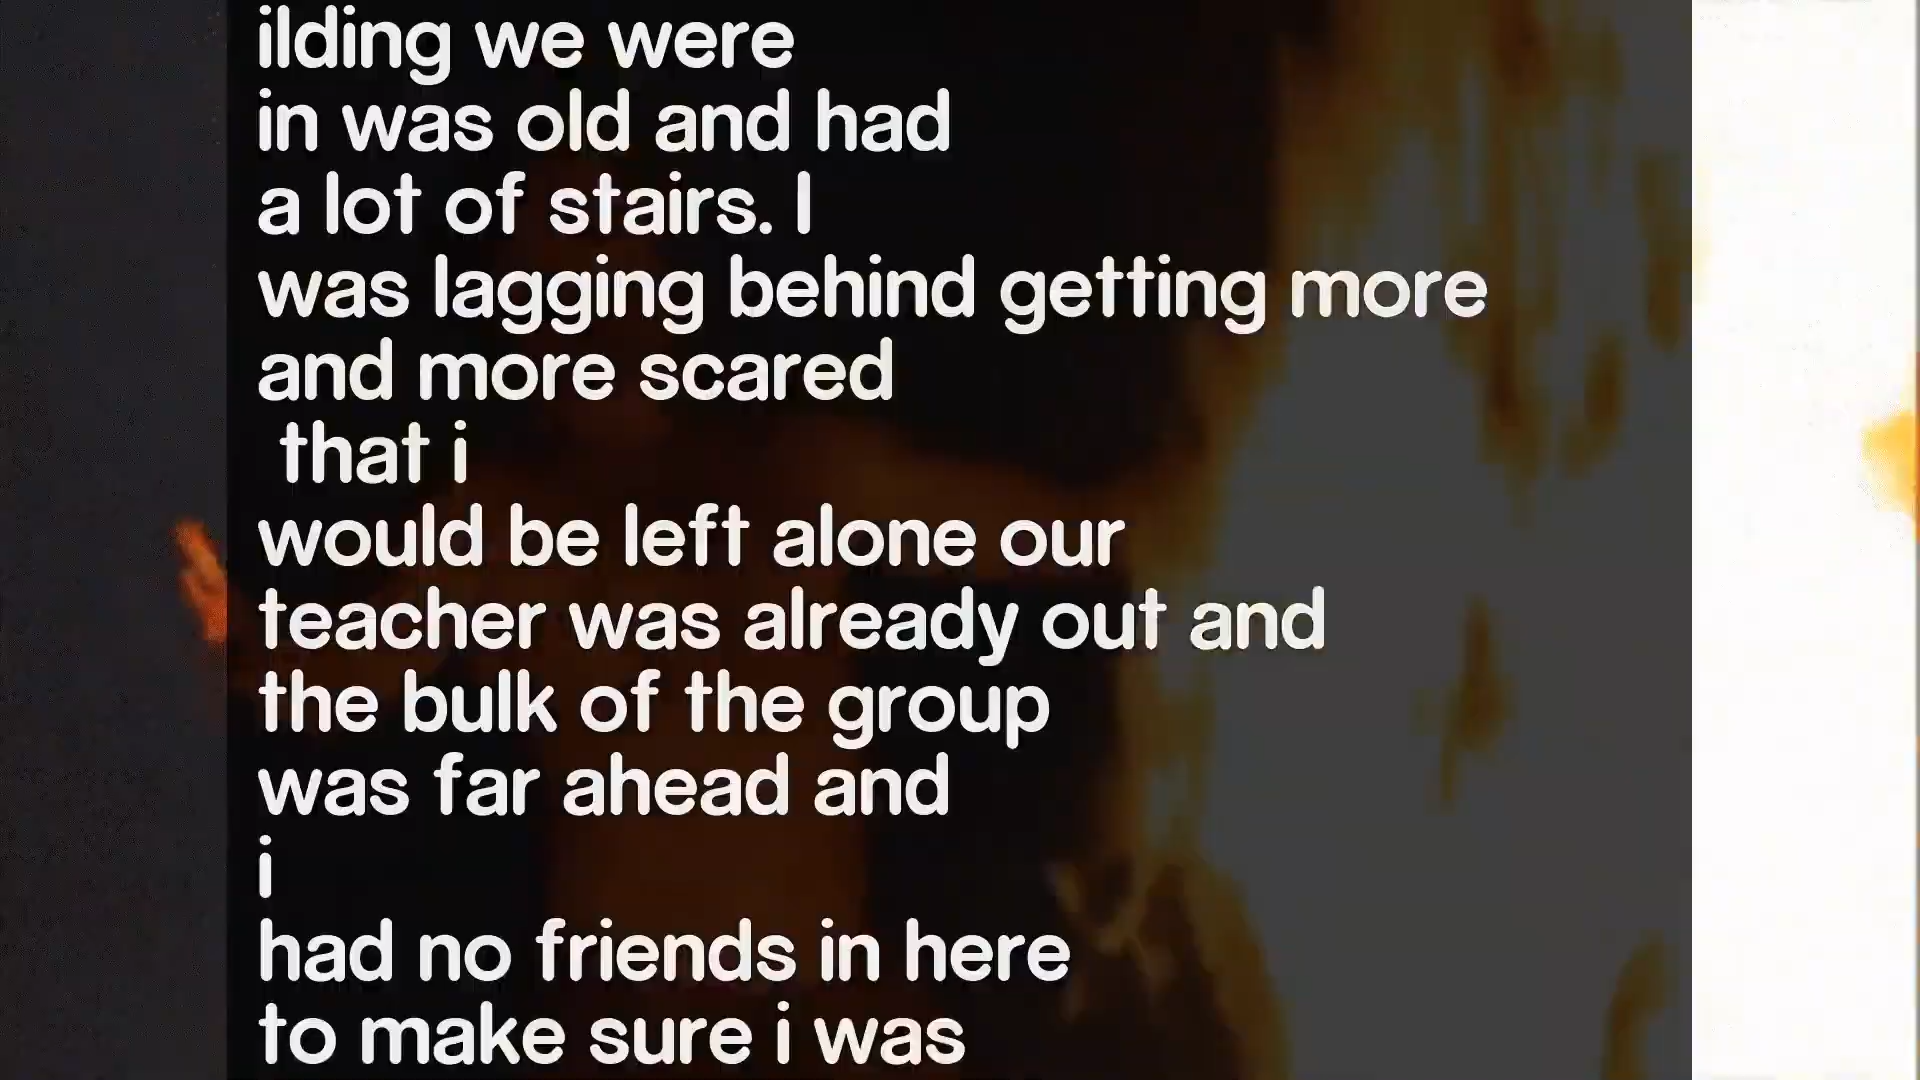 ilding we were
in was old and had
a lot of stairs. I
was lagging behind getting more
and more scared
that i
would be left alone our
teacher was already out and
the bulk of the group
was far ahead and
i
had no friends in here
to make sure i was